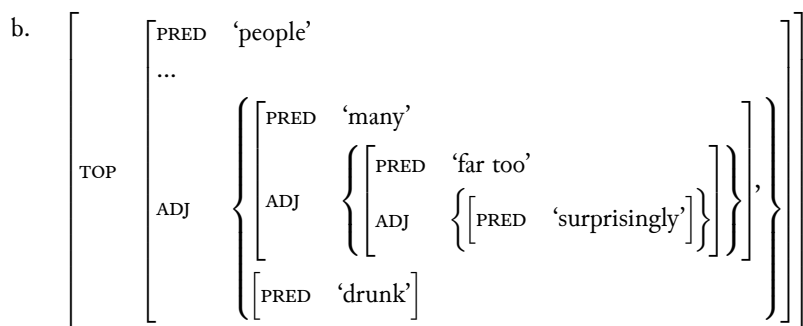 b.
PRED ‘people’
...
PRED ‘many’
PRED ‘far too’
TOP ADJ ADJ ADJ PRED ‘surprisingly’ ,
PRED ‘drunk’